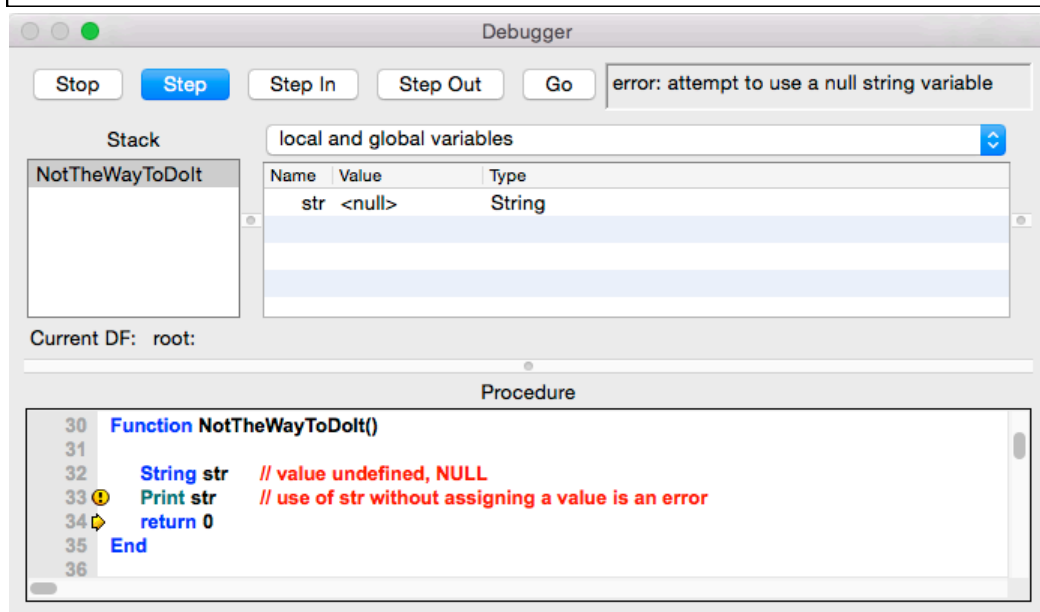 Debugger
Stop Step Step In Step Out Go error: attempt to use a null string variable
Stack local and global variables
NotTheWayToDoIt Name Value Type
str <null> String
Current DF: root:
Procedure
30 Function NotTheWayToDoIt()
31
32 String str // value undefined, NULL
33 Print str // use of str without assigning a value is an error
34 return 0
35 End
36